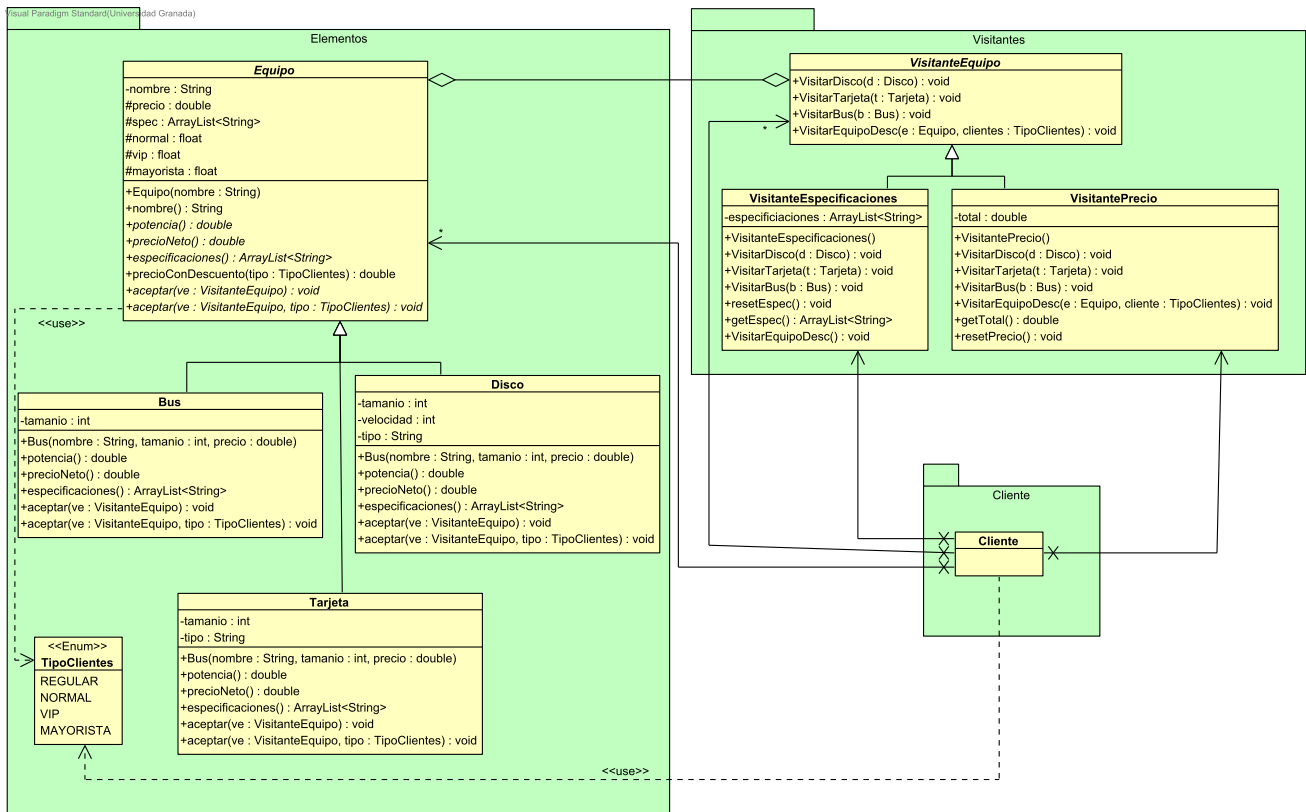 Visual Paradigm Standard(Universidad Granada)
Elementos
Equipo
-nombre : String
#precio : double
#spec : ArrayList<String>
#normal : float
#vip : float
#mayorista : float
+Equipo(nombre : String)
+nombre() : String
+potencia() : double
+precioNeto() : double
+especificaciones() : ArrayList<String>
+precioConDescuento(tipo : TipoClientes) : double
+aceptar(ve : VisitanteEquipo) : void
+aceptar(ve : VisitanteEquipo, tipo : TipoClientes) : void
*
<<use>>
Bus
-tamanio : int
+Bus(nombre : String, tamanio : int, precio : double)
+potencia() : double
+precioNeto() : double
+especificaciones() : ArrayList<String>
+aceptar(ve : VisitanteEquipo) : void
+aceptar(ve : VisitanteEquipo, tipo : TipoClientes) : void
Disco
-tamanio : int
-velocidad : int
-tipo : String
+Bus(nombre : String, tamanio : int, precio : double)
+potencia() : double
+precioNeto() : double
+especificaciones() : ArrayList<String>
+aceptar(ve : VisitanteEquipo) : void
+aceptar(ve : VisitanteEquipo, tipo : TipoClientes) : void
Tarjeta
-tamanio : int
-tipo : String
+Bus(nombre : String, tamanio : int, precio : double)
+potencia() : double
+precioNeto() : double
+especificaciones() : ArrayList<String>
+aceptar(ve : VisitanteEquipo) : void
+aceptar(ve : VisitanteEquipo, tipo : TipoClientes) : void
<<Enum>>
TipoClientes
REGULAR
NORMAL
VIP
MAYORISTA
<<use>>
Visitantes
VisitanteEquipo
+VisitarDisco(d : Disco) : void
+VisitarTarjeta(t : Tarjeta) : void
+VisitarBus(b : Bus) : void
+VisitarEquipoDesc(e : Equipo, clientes : TipoClientes) : void
*
VisitanteEspecificaciones
-especificiaciones : ArrayList<String>
+VisitanteEspecificaciones()
+VisitarDisco(d : Disco) : void
+VisitarTarjeta(t : Tarjeta) : void
+VisitarBus(b : Bus) : void
+resetEspec() : void
+getEspec() : ArrayList<String>
+VisitarEquipoDesc() : void
VisitantePrecio
-total : double
+VisitantePrecio()
+VisitarDisco(d : Disco) : void
+VisitarTarjeta(t : Tarjeta) : void
+VisitarBus(b : Bus) : void
+VisitarEquipoDesc(e : Equipo, cliente : TipoClientes) : void
+getTotal() : double
+resetPrecio() : void
Cliente
Cliente